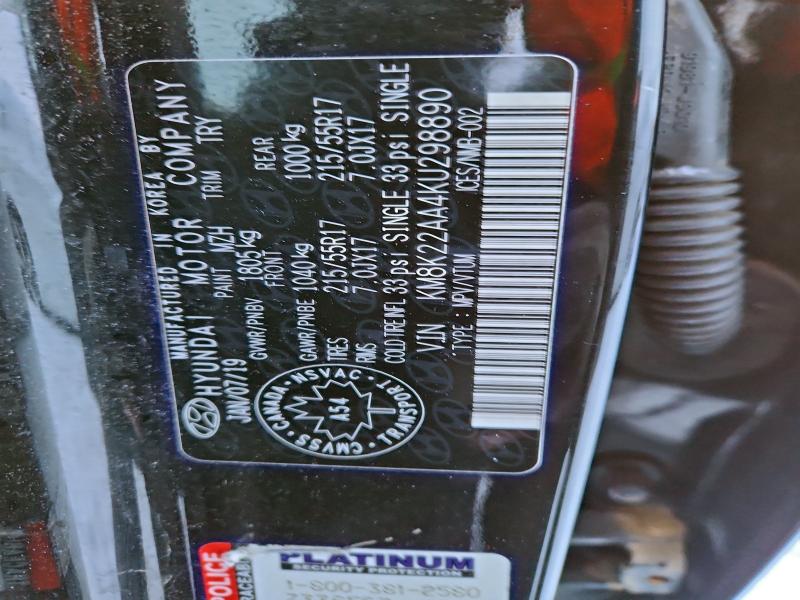 MANUFACTURED IN KOREA BY
HYUNDAI MOTOR COMPANY
JAN/07/19 PAINT MZH TRIM TRY
GVWR/PNBV 1805 kg
FRONT REAR
GAWR/PNBE 1040 kg 1000 kg
TIRES 215/55R17 215/55R17
RIMS 7.0JX17 7.0JX17
COLD TIRE INFL 33 psi SINGLE 33 psi SINGLE
VIN KM8K22AA4KU298890
TYPE : MPV/VTUM ICES/NMB-002
CANADA · NSVAC · TRANSPORT · CMVSS ·
A54
POLICE
TRACEABLE
PLATINUM
SECURITY PROTECTION
1-800-381-2580